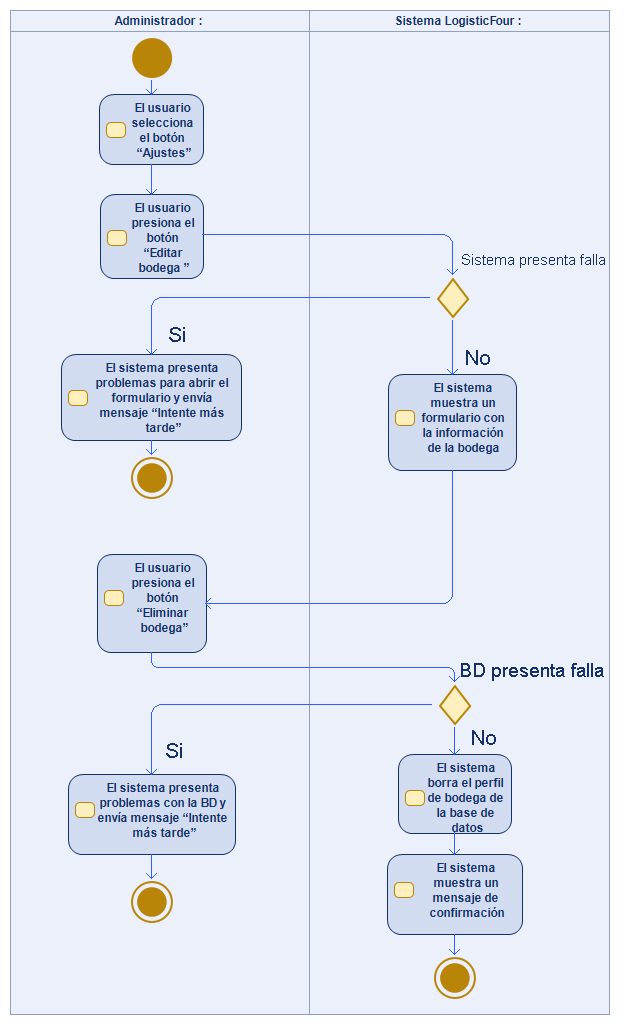 Administrador :
Sistema LogisticFour :
El usuario
selecciona
el botón
“Ajustes”
El usuario
presiona el
botón
“Editar
bodega ”
Sistema presenta falla
Si
No
El sistema presenta
problemas para abrir el
formulario y envía
mensaje “Intente más
tarde”
El sistema
muestra un
formulario con
la información
de la bodega
El usuario
presiona el
botón
“Eliminar
bodega”
BD presenta falla
Si
No
El sistema presenta
problemas con la BD y
envía mensaje “Intente
más tarde”
El sistema
borra el perfil
de bodega de
la base de
datos
El sistema
muestra un
mensaje de
confirmación